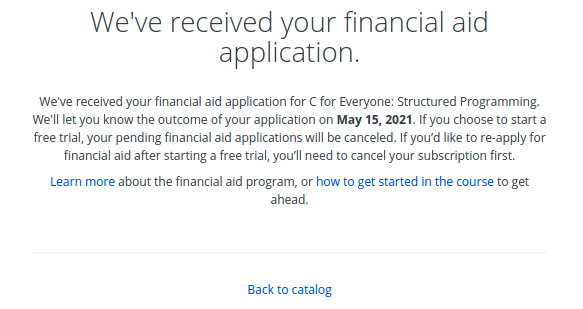 We've received your financial aid
application.
We've received your financial aid application for C for Everyone: Structured Programming.
We'll let you know the outcome of your application on May 15, 2021. If you choose to start a
free trial, your pending financial aid applications will be canceled. If you’d like to re-apply for
financial aid after starting a free trial, you’ll need to cancel your subscription first.
Learn more about the financial aid program, or how to get started in the course to get
ahead.
Back to catalog